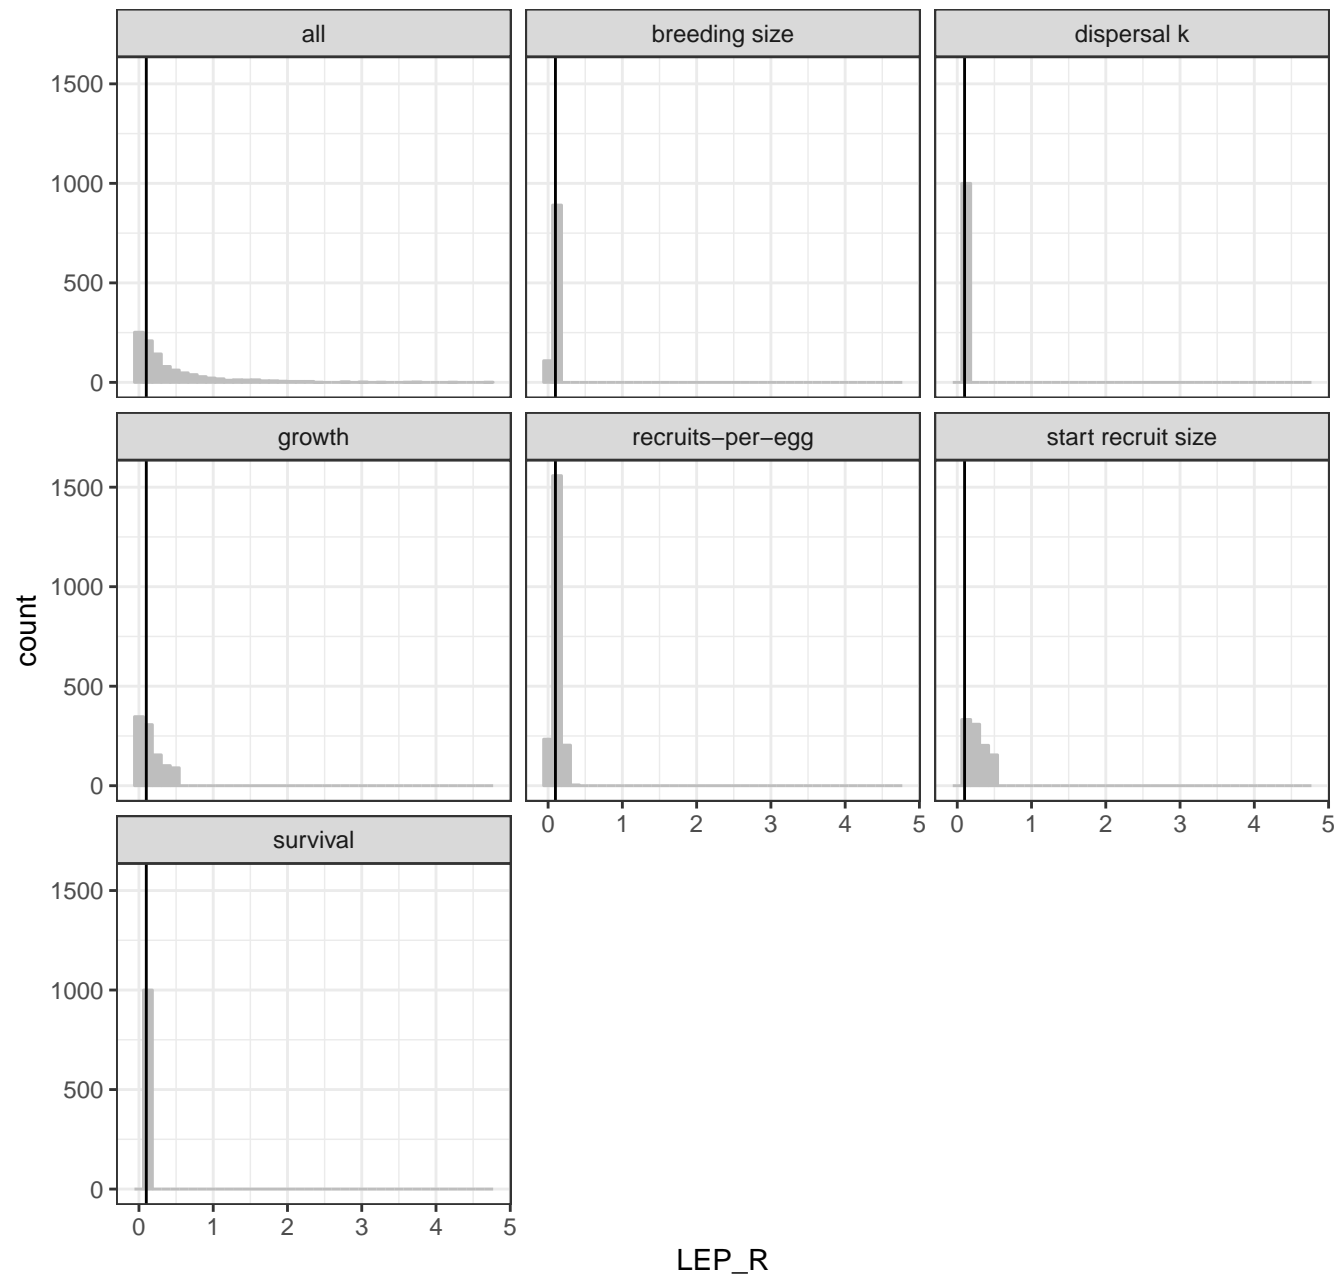 all
breeding size
dispersal k
1500
1000
500
0
growth
recruits−per−egg
start recruit size
1500
1000
500
0
0 1 2 3 4 5
0 1 2 3 4 5
survival
1500
1000
500
0
0 1 2 3 4 5
count
LEP_R